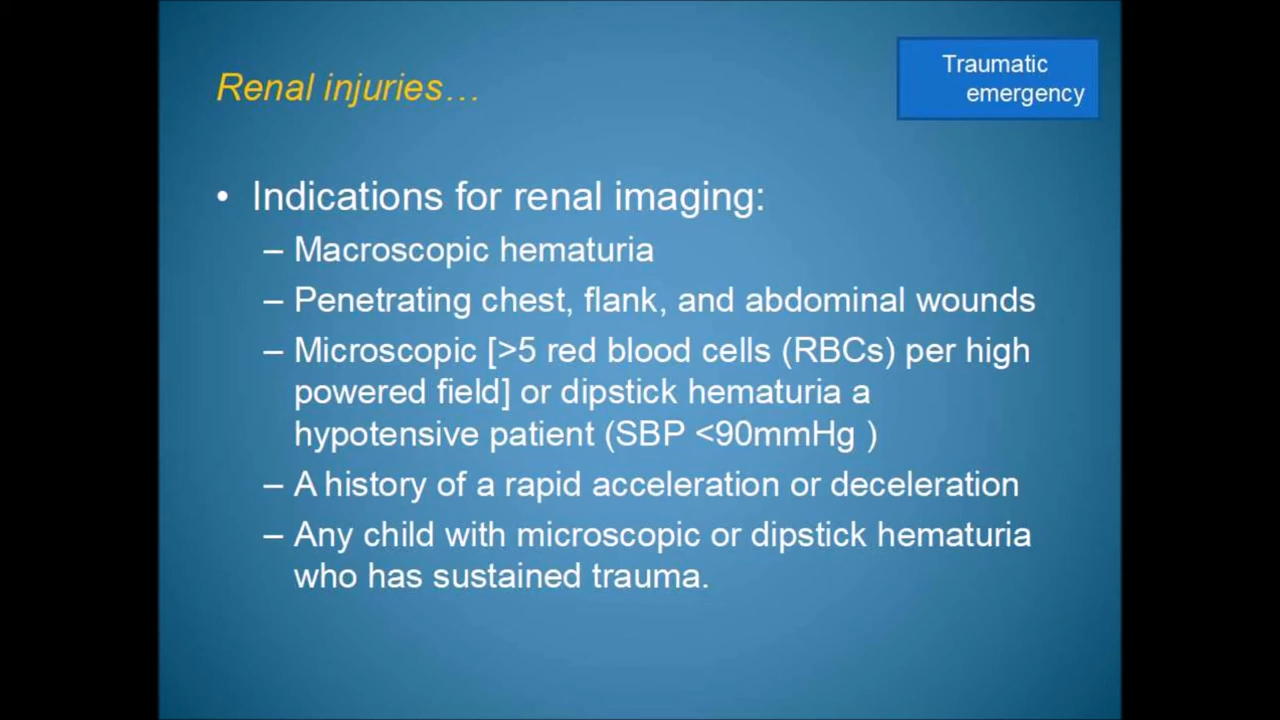 Renal injuries…
Traumatic
emergency
• Indications for renal imaging:
– Macroscopic hematuria
– Penetrating chest, flank, and abdominal wounds
– Microscopic [>5 red blood cells (RBCs) per high
powered field] or dipstick hematuria a
hypotensive patient (SBP <90mmHg )
– A history of a rapid acceleration or deceleration
– Any child with microscopic or dipstick hematuria
who has sustained trauma.